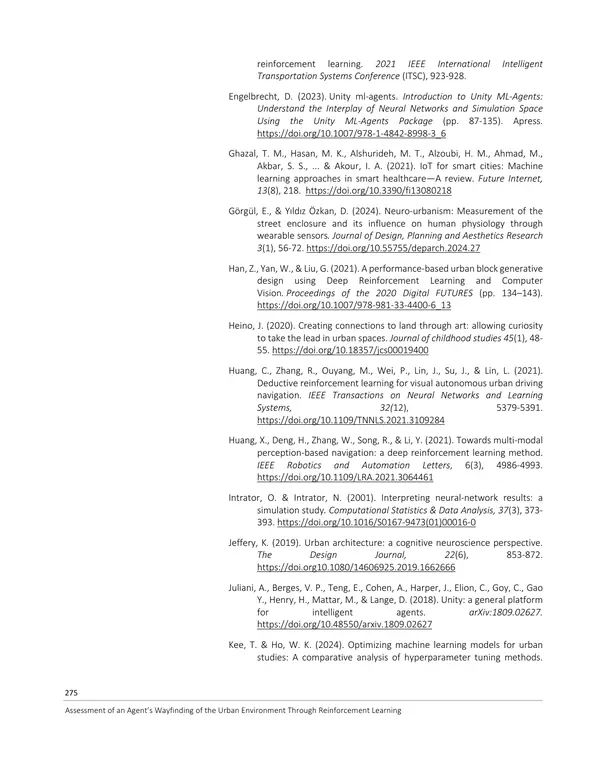 reinforcement learning. 2021 IEEE International Intelligent
Transportation Systems Conference (ITSC), 923-928.
Engelbrecht, D. (2023). Unity ml-agents. Introduction to Unity ML-Agents:
Understand the Interplay of Neural Networks and Simulation Space
Using the Unity ML-Agents Package (pp. 87-135). Apress.
https://doi.org/10.1007/978-1-4842-8998-3_6
Ghazal, T. M., Hasan, M. K., Alshurideh, M. T., Alzoubi, H. M., Ahmad, M.,
Akbar, S. S., ... & Akour, I. A. (2021). IoT for smart cities: Machine
learning approaches in smart healthcare—A review. Future Internet,
13(8), 218. https://doi.org/10.3390/fi13080218
Görgül, E., & Yıldız Özkan, D. (2024). Neuro-urbanism: Measurement of the
street enclosure and its influence on human physiology through
wearable sensors. Journal of Design, Planning and Aesthetics Research
3(1), 56-72. https://doi.org/10.55755/deparch.2024.27
Han, Z., Yan, W., & Liu, G. (2021). A performance-based urban block generative
design using Deep Reinforcement Learning and Computer
Vision. Proceedings of the 2020 Digital FUTURES (pp. 134–143).
https://doi.org/10.1007/978-981-33-4400-6_13
Heino, J. (2020). Creating connections to land through art: allowing curiosity
to take the lead in urban spaces. Journal of childhood studies 45(1), 48-
55. https://doi.org/10.18357/jcs00019400
Huang, C., Zhang, R., Ouyang, M., Wei, P., Lin, J., Su, J., & Lin, L. (2021).
Deductive reinforcement learning for visual autonomous urban driving
navigation. IEEE Transactions on Neural Networks and Learning
Systems, 32(12), 5379-5391.
https://doi.org/10.1109/TNNLS.2021.3109284
Huang, X., Deng, H., Zhang, W., Song, R., & Li, Y. (2021). Towards multi-modal
perception-based navigation: a deep reinforcement learning method.
IEEE Robotics and Automation Letters, 6(3), 4986-4993.
https://doi.org/10.1109/LRA.2021.3064461
Intrator, O. & Intrator, N. (2001). Interpreting neural-network results: a
simulation study. Computational Statistics & Data Analysis, 37(3), 373-
393. https://doi.org/10.1016/S0167-9473(01)00016-0
Jeffery, K. (2019). Urban architecture: a cognitive neuroscience perspective.
The Design Journal, 22(6), 853-872.
https://doi.org10.1080/14606925.2019.1662666
Juliani, A., Berges, V. P., Teng, E., Cohen, A., Harper, J., Elion, C., Goy, C., Gao
Y., Henry, H., Mattar, M., & Lange, D. (2018). Unity: a general platform
for intelligent agents. arXiv:1809.02627.
https://doi.org/10.48550/arxiv.1809.02627
Kee, T. & Ho, W. K. (2024). Optimizing machine learning models for urban
studies: A comparative analysis of hyperparameter tuning methods.
275
Assessment of an Agent's Wayfinding of the Urban Environment Through Reinforcement Learning